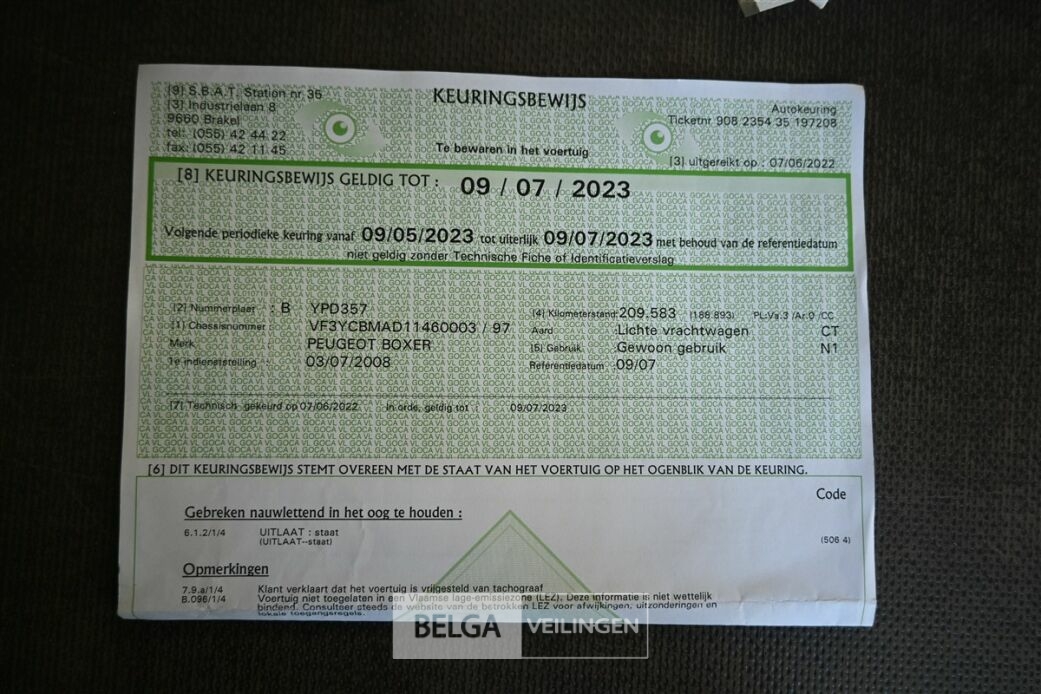 [9] S.B.A.T. Station nr 35
[3] Industrielaan 8
9660 Brakel
tel: (055) 42 44 22
fax: (055) 42 11 45
KEURINGSBEWIJS
Te bewaren in het voertuig
Autokeuring
Ticketnr 908 2354 35 197208
[3] uitgereikt op : 07/06/2022
[8] KEURINGSBEWIJS GELDIG TOT : 09 / 07 / 2023
Volgende periodieke keuring vanaf 09/05/2023 tot uiterlijk 09/07/2023 met behoud van de referentiedatum
niet geldig zonder Technische Fiche of Identificatieverslag
[2] Nummerplaat : B YPD357
[1] Chassisnummer : VF3YCBMAD11460003 / 97
Merk PEUGEOT BOXER
1e indienststelling : 03/07/2008
[4] Kilometerstand: 209.583 (188.893) PL-Va.3 /Ar.0 /CC
Aard :Lichte vrachtwagen CT
[5] Gebruik :Gewoon gebruik N1
Referentiedatum :09/07
[7] Technisch gekeurd op 07/06/2022 In orde, geldig tot : 09/07/2023
[6] DIT KEURINGSBEWIJS STEMT OVEREEN MET DE STAAT VAN HET VOERTUIG OP HET OGENBLIK VAN DE KEURING.
Code
Gebreken nauwlettend in het oog te houden :
6.1.2/1/4 UITLAAT : staat
(UITLAAT--staat) (506 4)
Opmerkingen
7.9.a/1/4 Klant verklaart dat het voertuig is vrijgesteld van tachograaf
B.096/1/4 Voertuig niet toegelaten in een Vlaamse lage-emissiezone (LEZ). Deze informatie is niet wettelijk
bindend. Consulteer steeds de website van de betrokken LEZ voor afwijkingen, uitzonderingen en
lokale toegangsregels.
BELGA VEILINGEN